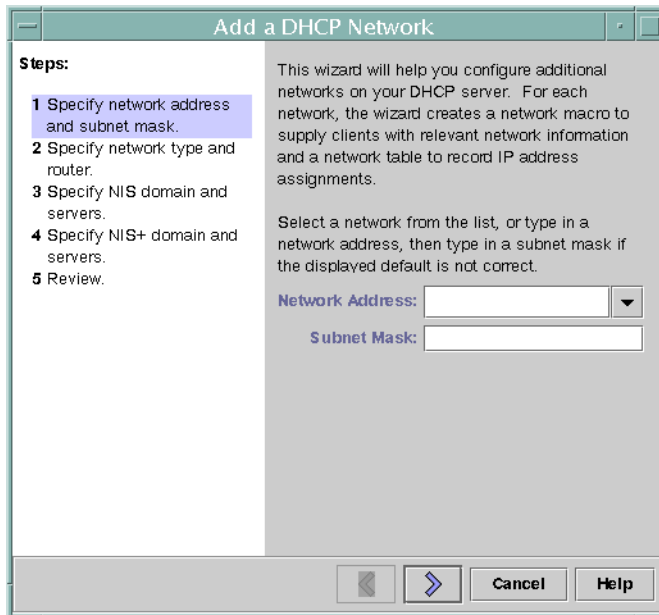 Add a DHCP Network
Steps:
1 Specify network address
and subnet mask.
2 Specify network type and
router.
3 Specify NIS domain and
servers.
4 Specify NIS+ domain and
servers.
5 Review.
This wizard will help you configure additional
networks on your DHCP server. For each
network, the wizard creates a network macro to
supply clients with relevant network information
and a network table to record IP address
assignments.
Select a network from the list, or type in a
network address, then type in a subnet mask if
the displayed default is not correct.
Network Address:
Subnet Mask:
Cancel
Help